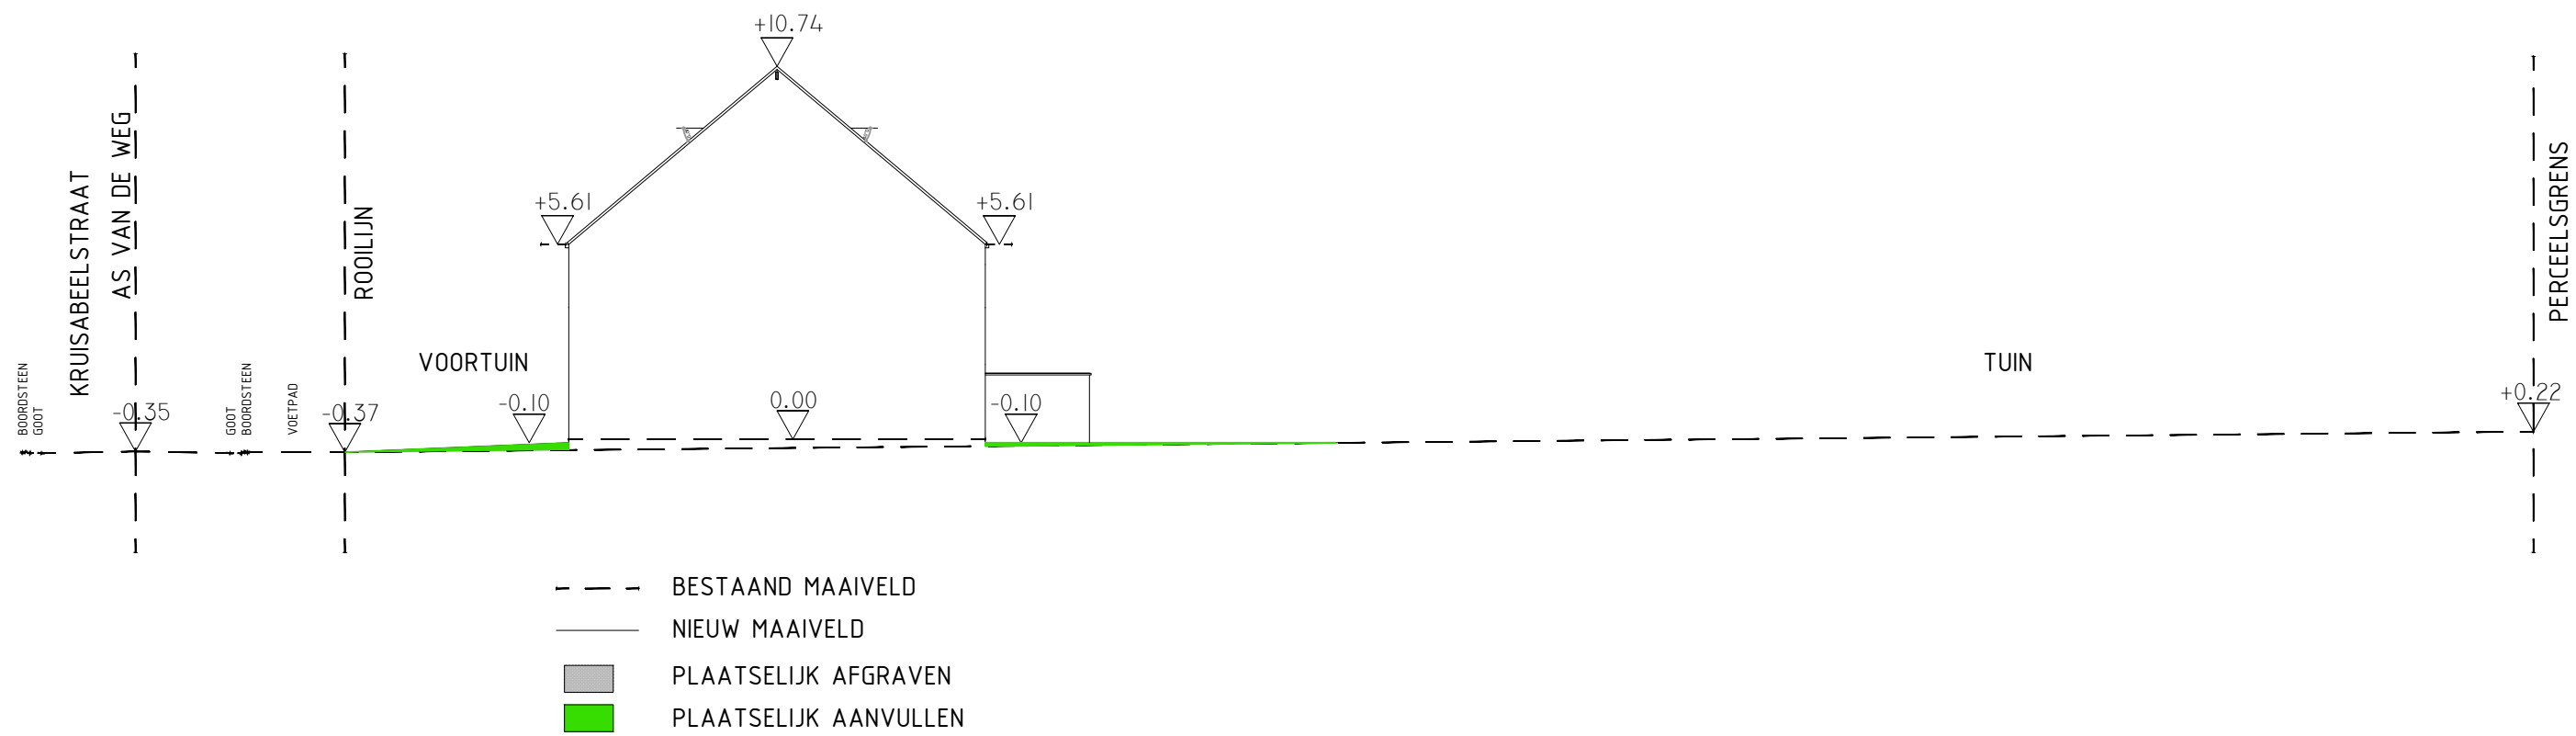 +10.74
KRUISABEELSTRAAT
AS VAN DE WEG
ROOILIJN
PERCEELSGRENS
+5.61
+5.61
VOORTUIN
TUIN
BOORDSTEEN
GOOT
GOOT
BOORDSTEEN
VOETPAD
-0.35
-0.37
-0.10
0.00
-0.10
+0.22
BESTAAND MAAIVELD
NIEUW MAAIVELD
PLAATSELIJK AFGRAVEN
PLAATSELIJK AANVULLEN